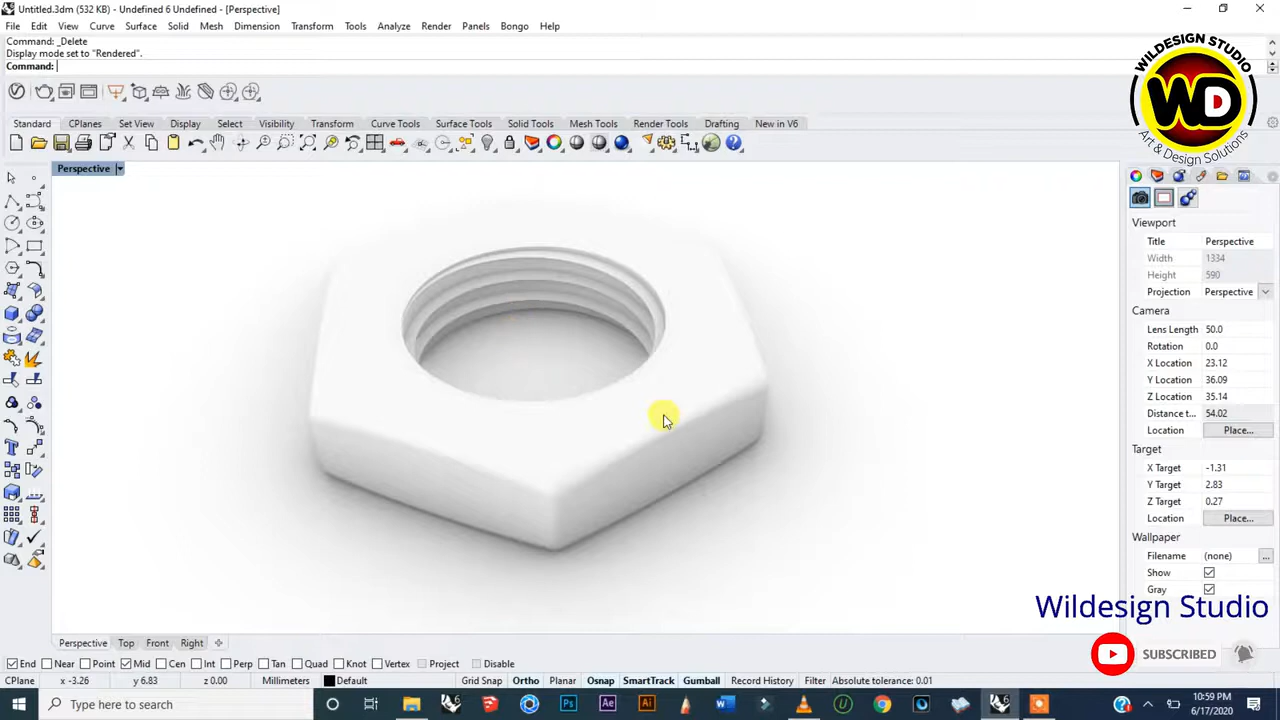 Untitled.3dm (532 KB) - Undefined 6 Undefined - [Perspective]
File Edit View Curve Surface Solid Mesh Dimension Transform Tools Analyze Render Panels Bongo Help
Command: _Delete
Display mode set to "Rendered".
Command:
WILDESIGN STUDIO
WD
Art & Design Solutions
Standard CPlanes Set View Display Select Visibility Transform Curve Tools Surface Tools Solid Tools Mesh Tools Render Tools Drafting New in V6
Perspective
Viewport
Title Perspective
Width 1334
Height 590
Projection Perspective
Camera
Lens Length 50.0
Rotation 0.0
X Location 23.12
Y Location 36.09
Z Location 35.14
Distance t... 54.02
Location Place...
Target
X Target -1.31
Y Target 2.83
Z Target 0.27
Location Place...
Wallpaper
Filename (none) ...
Show
Gray
Wildesign Studio
SUBSCRIBED
Perspective Top Front Right
End Near Point Mid Cen Int Perp Tan Quad Knot Vertex Project Disable
CPlane x -3.26 y 6.83 z 0.00 Millimeters Default Grid Snap Ortho Planar Osnap SmartTrack Gumball Record History Filter Absolute tolerance: 0.01
Type here to search
10:59 PM
6/17/2020